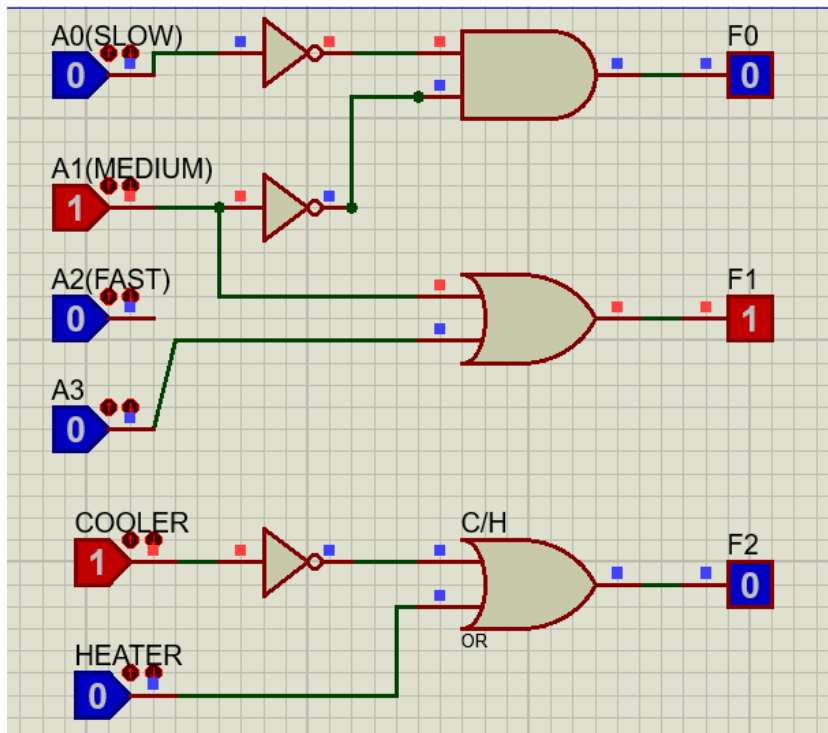 A0(SLOW)
0
F0
0
A1(MEDIUM)
1
A2(FAST)
0
F1
1
A3
0
COOLER
1
C/H
OR
F2
0
HEATER
0